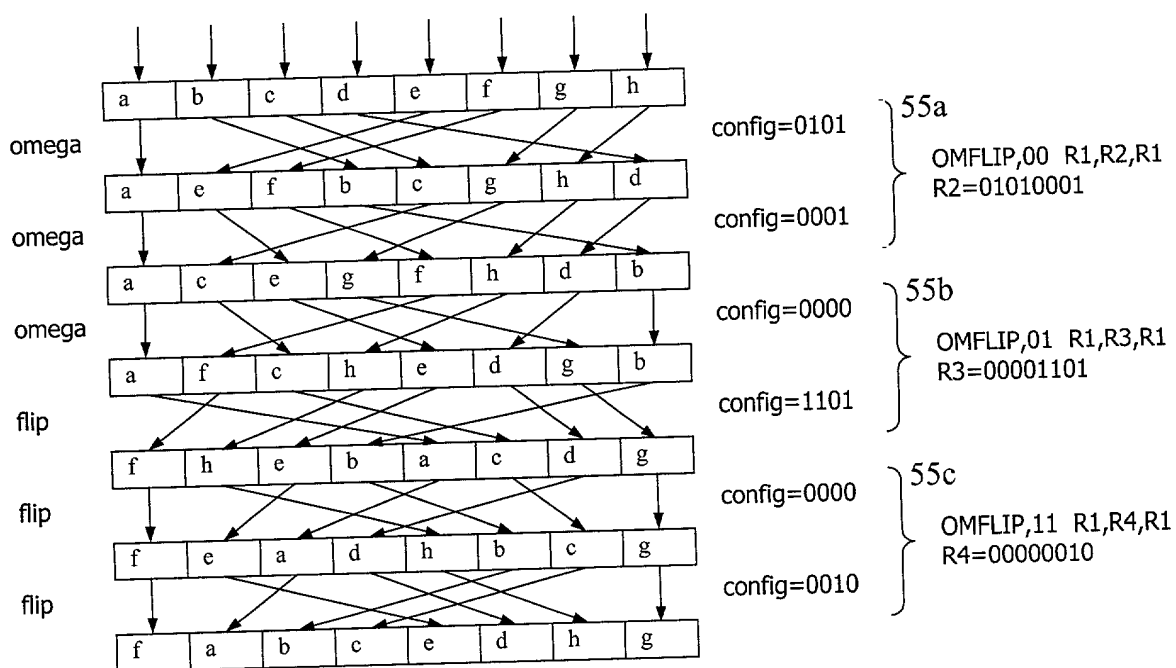 a b c d e f g h
omega
config=0101
55a
OMFLIP,00 R1,R2,R1
R2=01010001
a e f b c g h d
omega
config=0001
a c e g f h d b
omega
config=0000
55b
OMFLIP,01 R1,R3,R1
R3=00001101
a f c h e d g b
flip
config=1101
f h e b a c d g
flip
config=0000
55c
OMFLIP,11 R1,R4,R1
R4=00000010
f e a d h b c g
flip
config=0010
f a b c e d h g